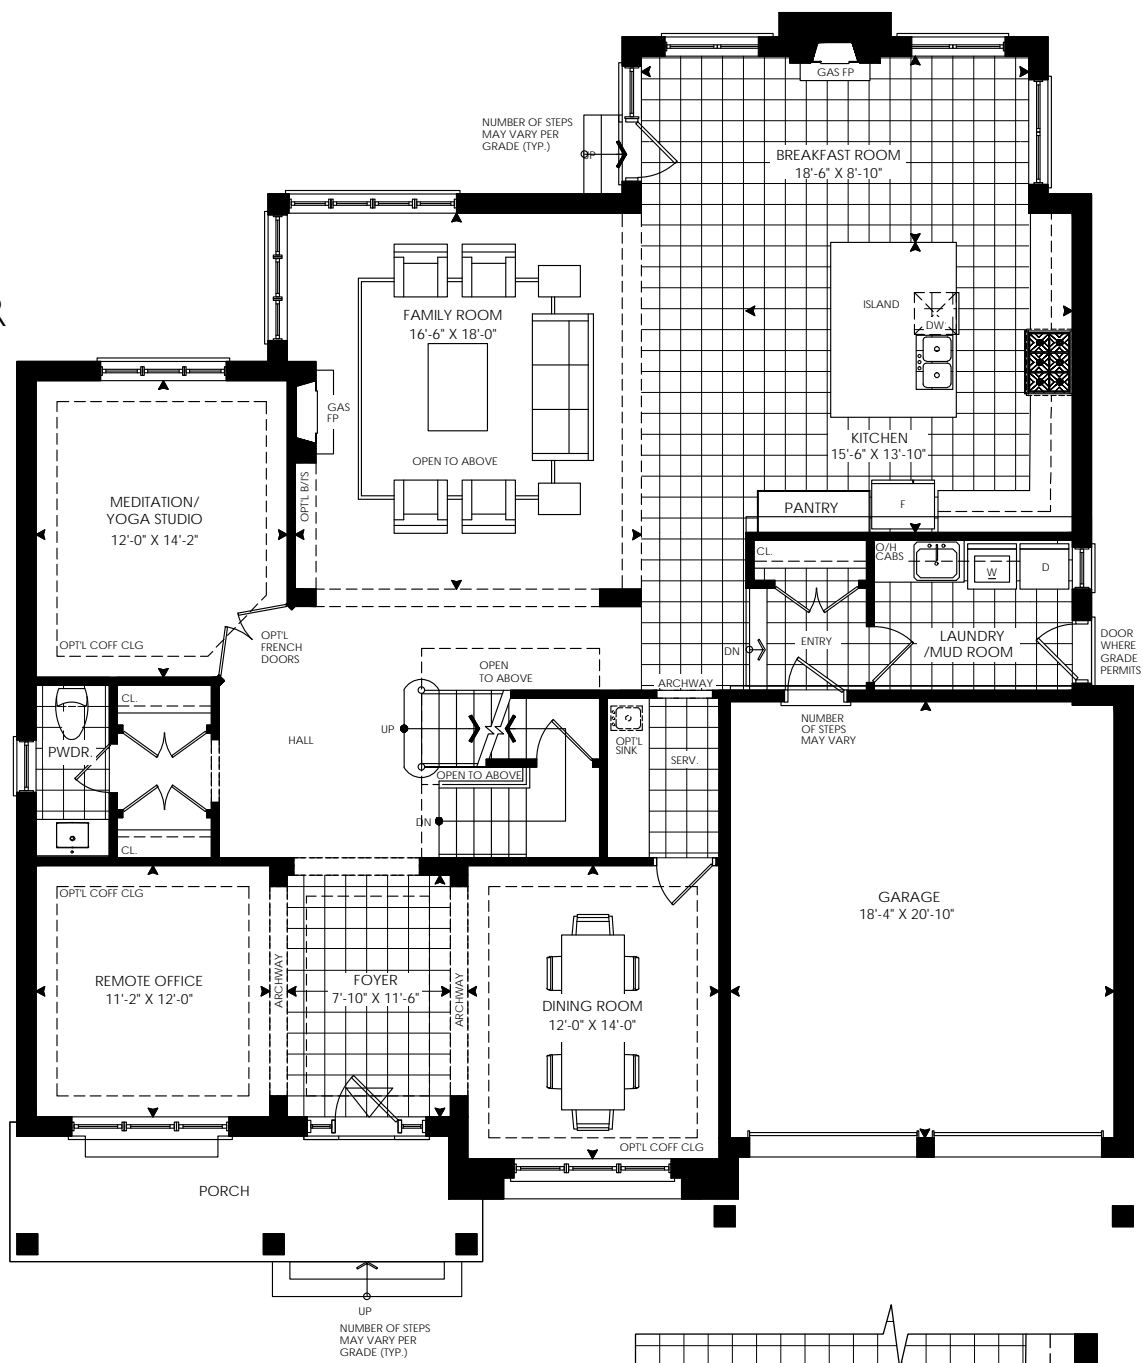 GAS FP
NUMBER OF STEPS
MAY VARY PER
GRADE (TYP.)
UP
BREAKFAST ROOM
18'-6" X 8'-10"
R
FAMILY ROOM
16'-6" X 18'-0"
ISLAND
DW
GAS
FP
OPEN TO ABOVE
KITCHEN
15'-6" X 13'-10"
OPT'L B/I'S
MEDITATION/
YOGA STUDIO
12'-0" X 14'-2"
PANTRY
F
CL.
O/H
CABS
W
D
OPT'L COFF CLG
OPT'L
FRENCH
DOORS
DN
ENTRY
LAUNDRY
/MUD ROOM
DOOR
WHERE
GRADE
PERMITS
OPEN
TO ABOVE
ARCHWAY
CL.
UP
HALL
OPT'L
SINK
SERV.
NUMBER
OF STEPS
MAY VARY
PWDR.
OPEN TO ABOVE
DN
CL.
OPT'L COFF CLG
GARAGE
18'-4" X 20'-10"
REMOTE OFFICE
11'-2" X 12'-0"
ARCHWAY
FOYER
7'-10" X 11'-6"
ARCHWAY
DINING ROOM
12'-0" X 14'-0"
OPT'L COFF CLG
PORCH
UP
NUMBER OF STEPS
MAY VARY PER
GRADE (TYP.)